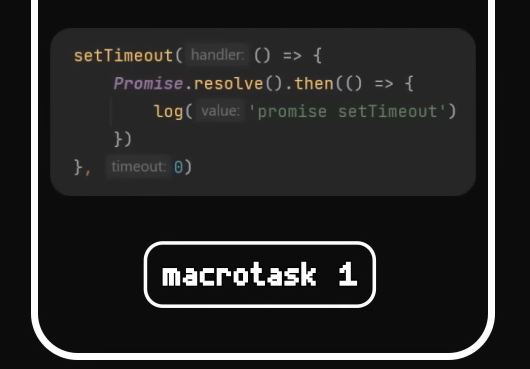 setTimeout( handler: () => {
    Promise.resolve().then(() => {
        log( value: 'promise setTimeout')
    })
}, timeout: 0)
macrotask 1